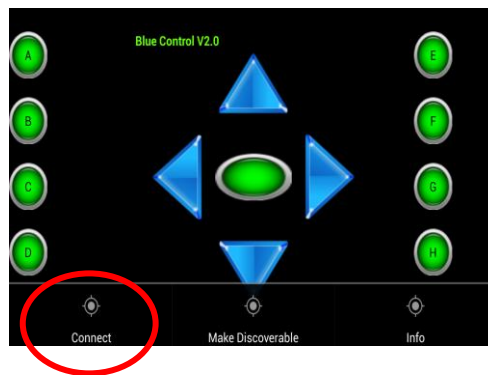 Blue Control V2.0
A
E
B
F
C
G
D
H
Connect
Make Discoverable
Info